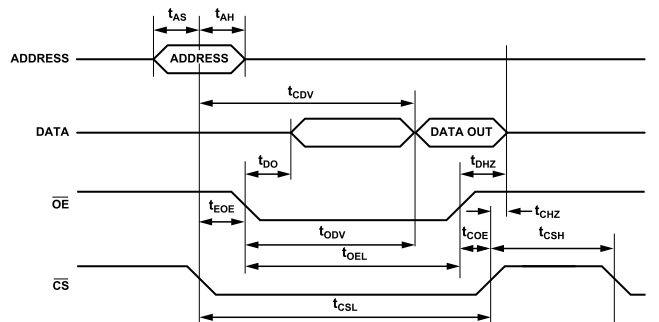 tAS tAH
ADDRESS ADDRESS
tCDV
DATA DATA OUT
tDO tDHZ
OE tEOE tCHZ
tODV tCOE tCSH
tOEL
CS
tCSL